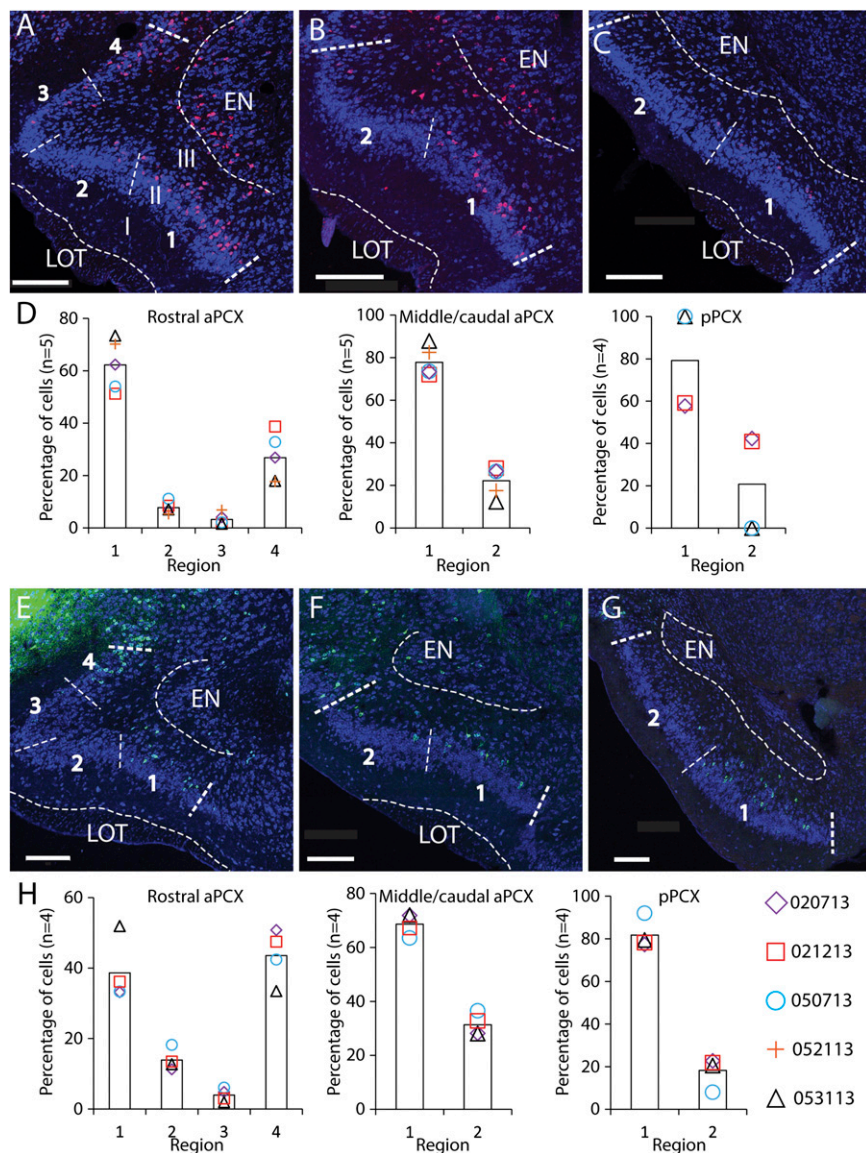 A
4
3
EN
III
2
II
I
1
LOT
B
EN
2
1
LOT
C
EN
2
1
LOT
D
Rostral aPCX
Percentage of cells (n=5)
80
60
40
20
0
1 2 3 4
Region
Middle/caudal aPCX
Percentage of cells (n=5)
100
80
60
40
20
0
1 2
Region
pPCX
Percentage of cells (n=4)
100
80
60
40
20
0
1 2
Region
E
4
3
EN
2
1
LOT
F
EN
2
1
LOT
G
EN
2
1
H
Rostral aPCX
Percentage of cells (n=4)
60
40
20
0
1 2 3 4
Region
Middle/caudal aPCX
Percentage of cells (n=4)
80
60
40
20
0
1 2
Region
pPCX
Percentage of cells (n=4)
100
80
60
40
20
0
1 2
Region
020713
021213
050713
052113
053113